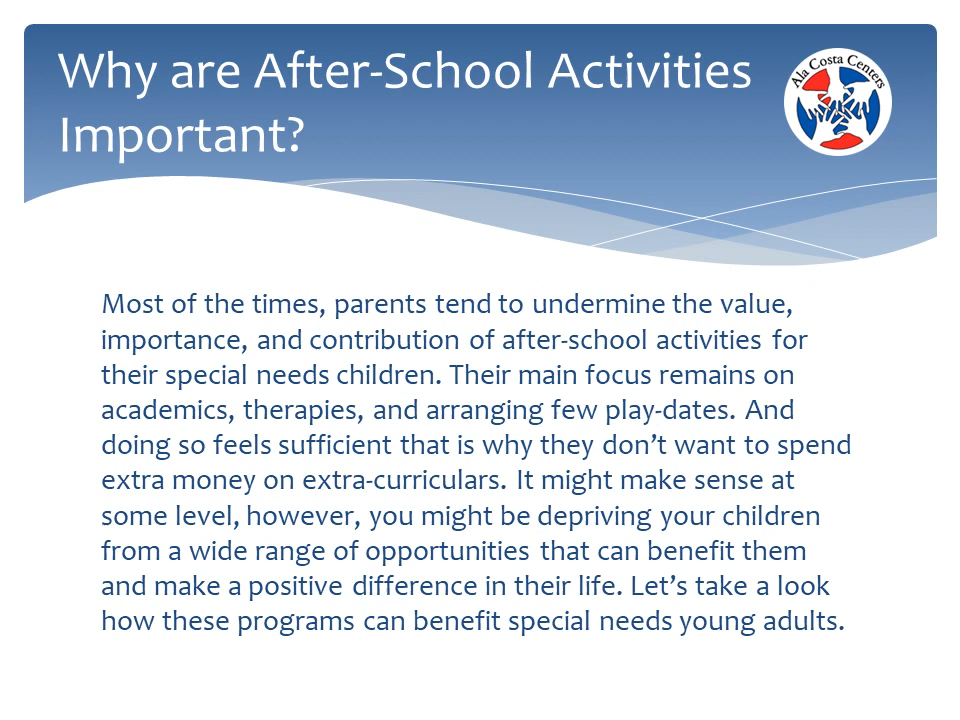 Why are After-School Activities
Important?
Ala Costa Centers
Most of the times, parents tend to undermine the value,
importance, and contribution of after-school activities for
their special needs children. Their main focus remains on
academics, therapies, and arranging few play-dates. And
doing so feels sufficient that is why they don’t want to spend
extra money on extra-curriculars. It might make sense at
some level, however, you might be depriving your children
from a wide range of opportunities that can benefit them
and make a positive difference in their life. Let’s take a look
how these programs can benefit special needs young adults.